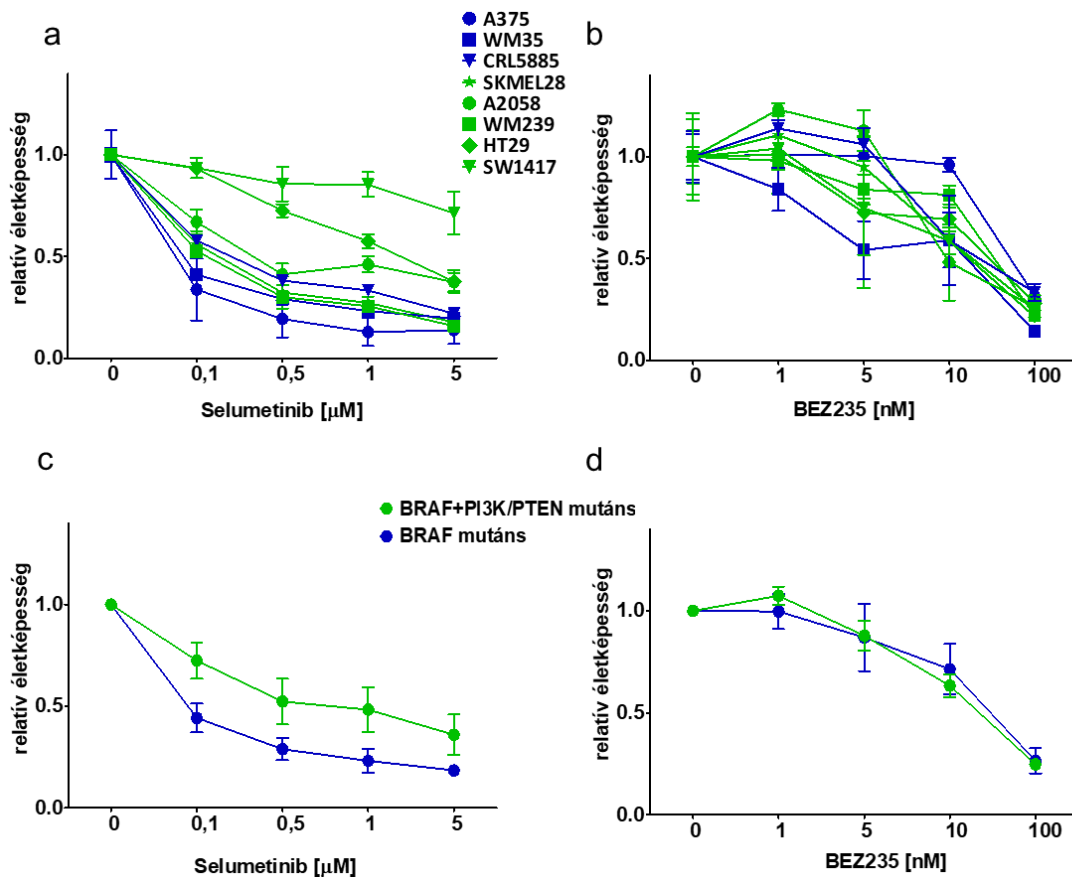 a
A375
WM35
CRL5885
SKMEL28
A2058
WM239
HT29
SW1417
relatív életképesség
1.0
0.5
0.0
0
0,1
0,5
1
5
Selumetinib [μM]
b
relatív életképesség
1.0
0.5
0.0
0
1
5
10
100
BEZ235 [nM]
c
BRAF+PI3K/PTEN mutáns
BRAF mutáns
relatív életképesség
1.0
0.5
0.0
0
0,1
0,5
1
5
Selumetinib [μM]
d
relatív életképesség
1.0
0.5
0.0
0
1
5
10
100
BEZ235 [nM]